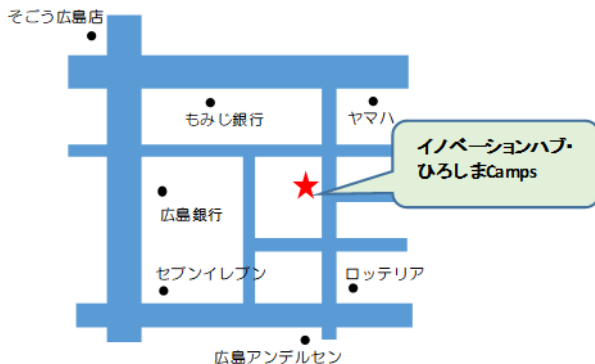 そごう広島店
もみじ銀行
ヤマハ
イノベーションハブ・
ひろしまCamps
広島銀行
セブンイレブン
ロッテリア
広島アンデルセン